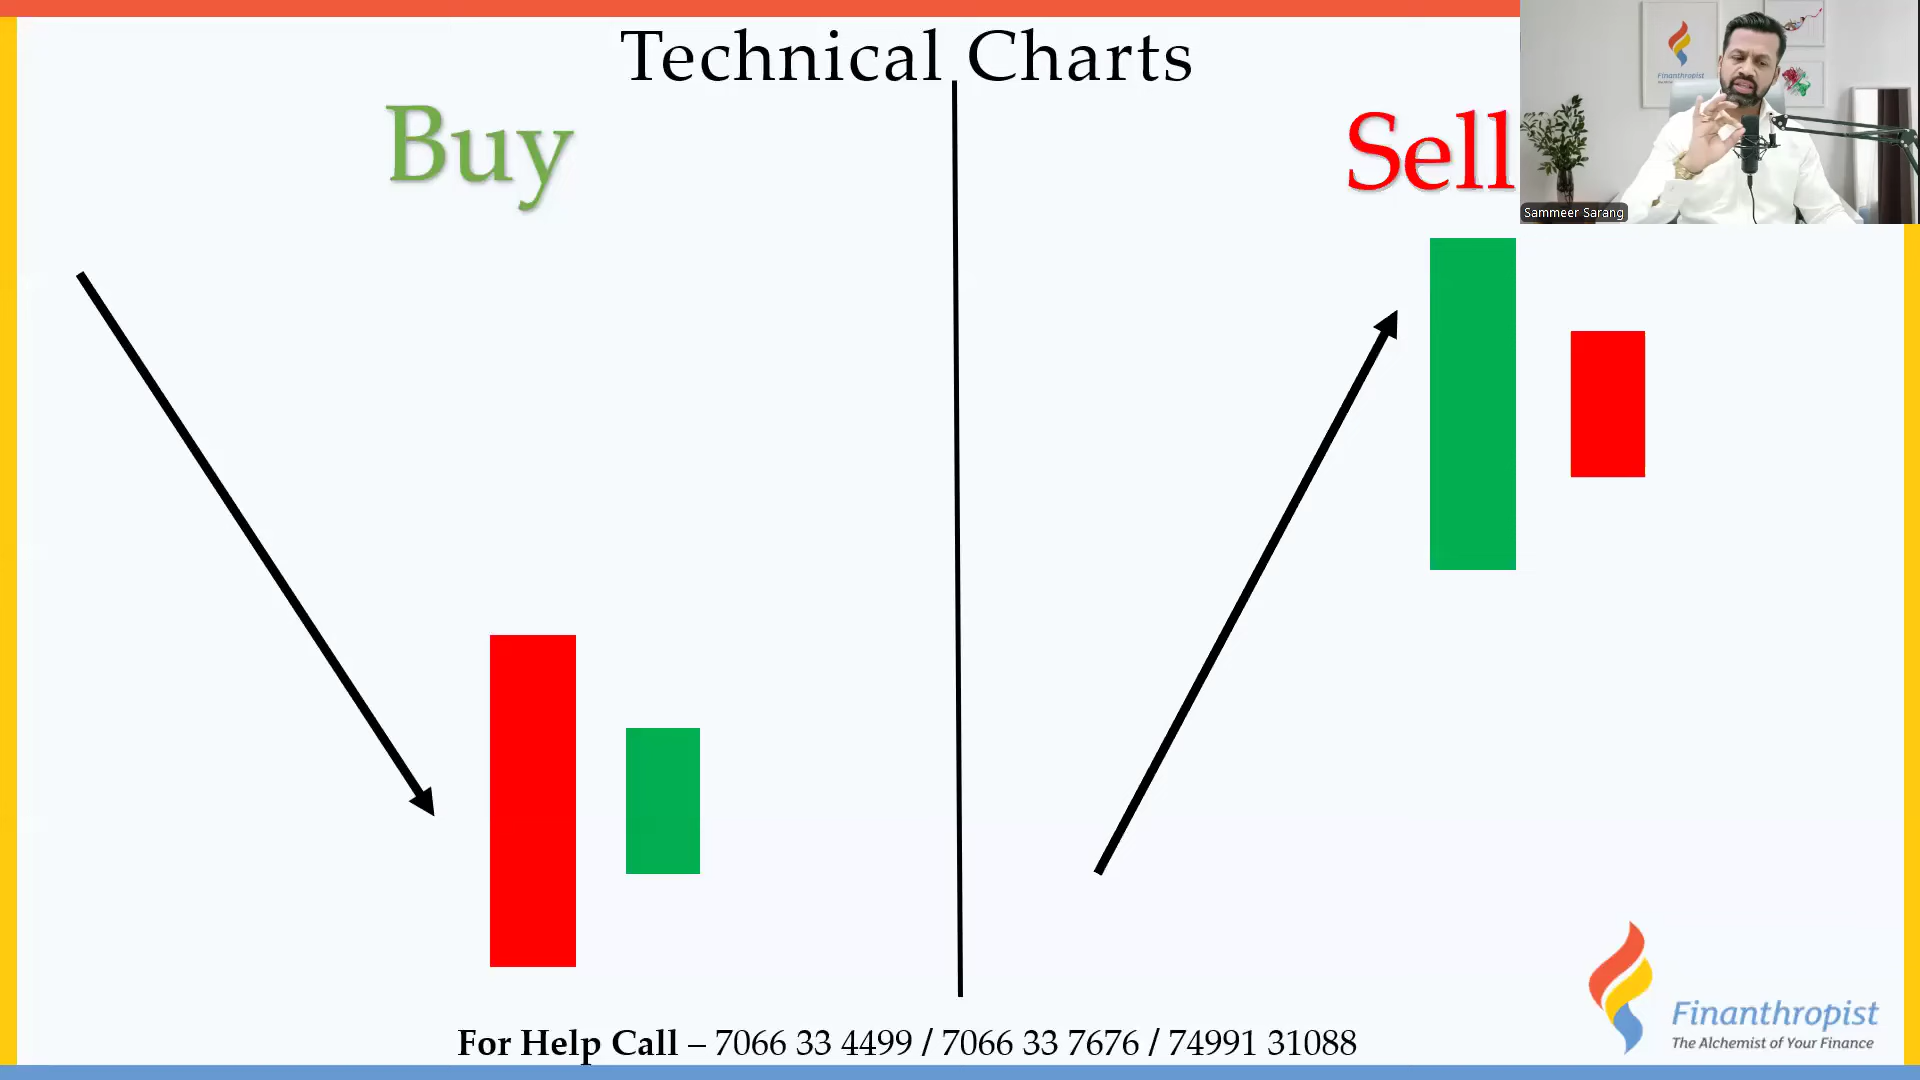 Technical Charts
Buy
Sell
Finanthropist
Sammeer Sarang
For Help Call – 7066 33 4499 / 7066 33 7676 / 74991 31088
Finanthropist
The Alchemist of Your Finance